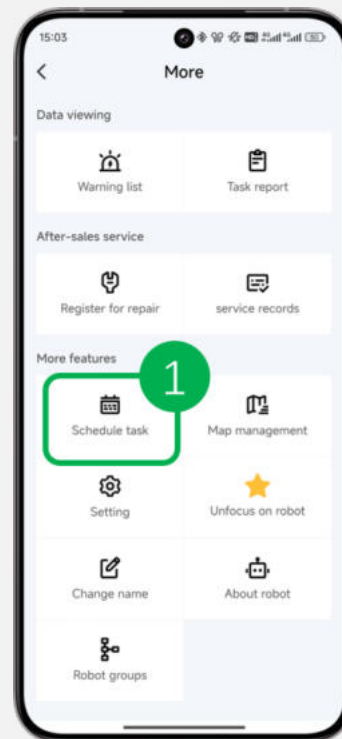 15:03
More
Data viewing
Warning list
Task report
After-sales service
Register for repair
service records
More features
1
Schedule task
Map management
Setting
Unfocus on robot
Change name
About robot
Robot groups